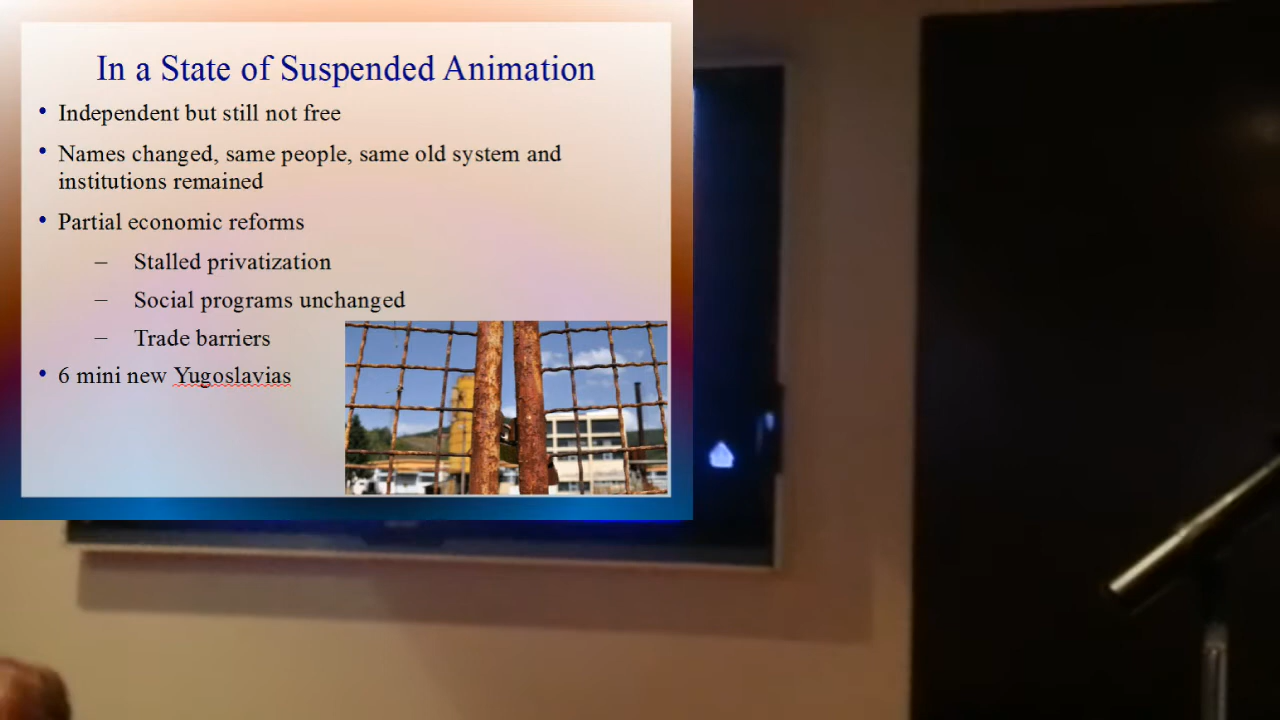 In a State of Suspended Animation
• Independent but still not free
• Names changed, same people, same old system and
institutions remained
• Partial economic reforms
– Stalled privatization
– Social programs unchanged
– Trade barriers
• 6 mini new Yugoslavias